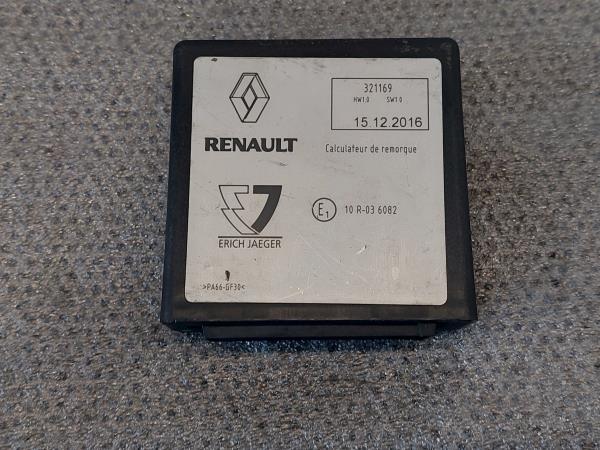 321169
HW1.0 SW1.0
15.12.2016
RENAULT
Calculateur de remorque
E1 10 R-03 6082
ERICH JAEGER
>PA66-GF30<